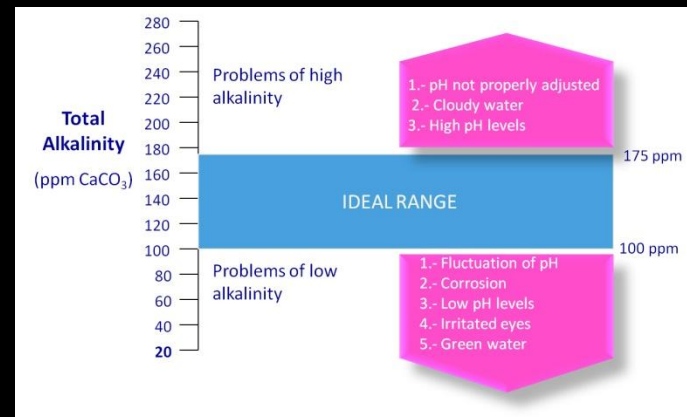 280
260
240
220
200
180
160
140
120
100
80
60
40
20
Total
Alkalinity
(ppm CaCO₃)
Problems of high
alkalinity
1.- pH not properly adjusted
2.- Cloudy water
3.- High pH levels
175 ppm
IDEAL RANGE
100 ppm
Problems of low
alkalinity
1.- Fluctuation of pH
2.- Corrosion
3.- Low pH levels
4.- Irritated eyes
5.- Green water